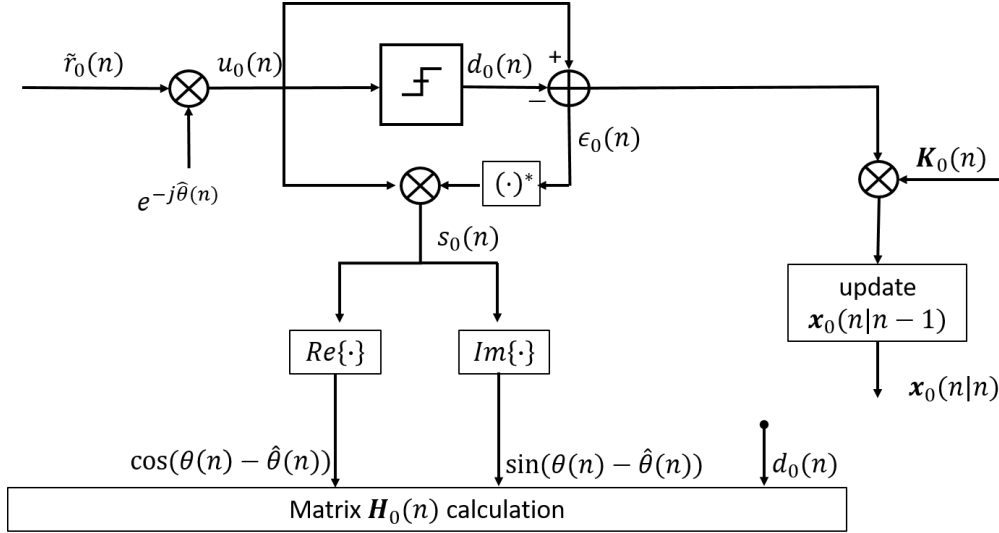 r̃₀(n)
u₀(n)
d₀(n)
+
−
ϵ₀(n)
e^{-jθ̂(n)}
(·)*
K₀(n)
s₀(n)
update
x₀(n|n − 1)
Re{·}
Im{·}
x₀(n|n)
cos(θ(n) − θ̂(n))
sin(θ(n) − θ̂(n))
d₀(n)
Matrix H₀(n) calculation